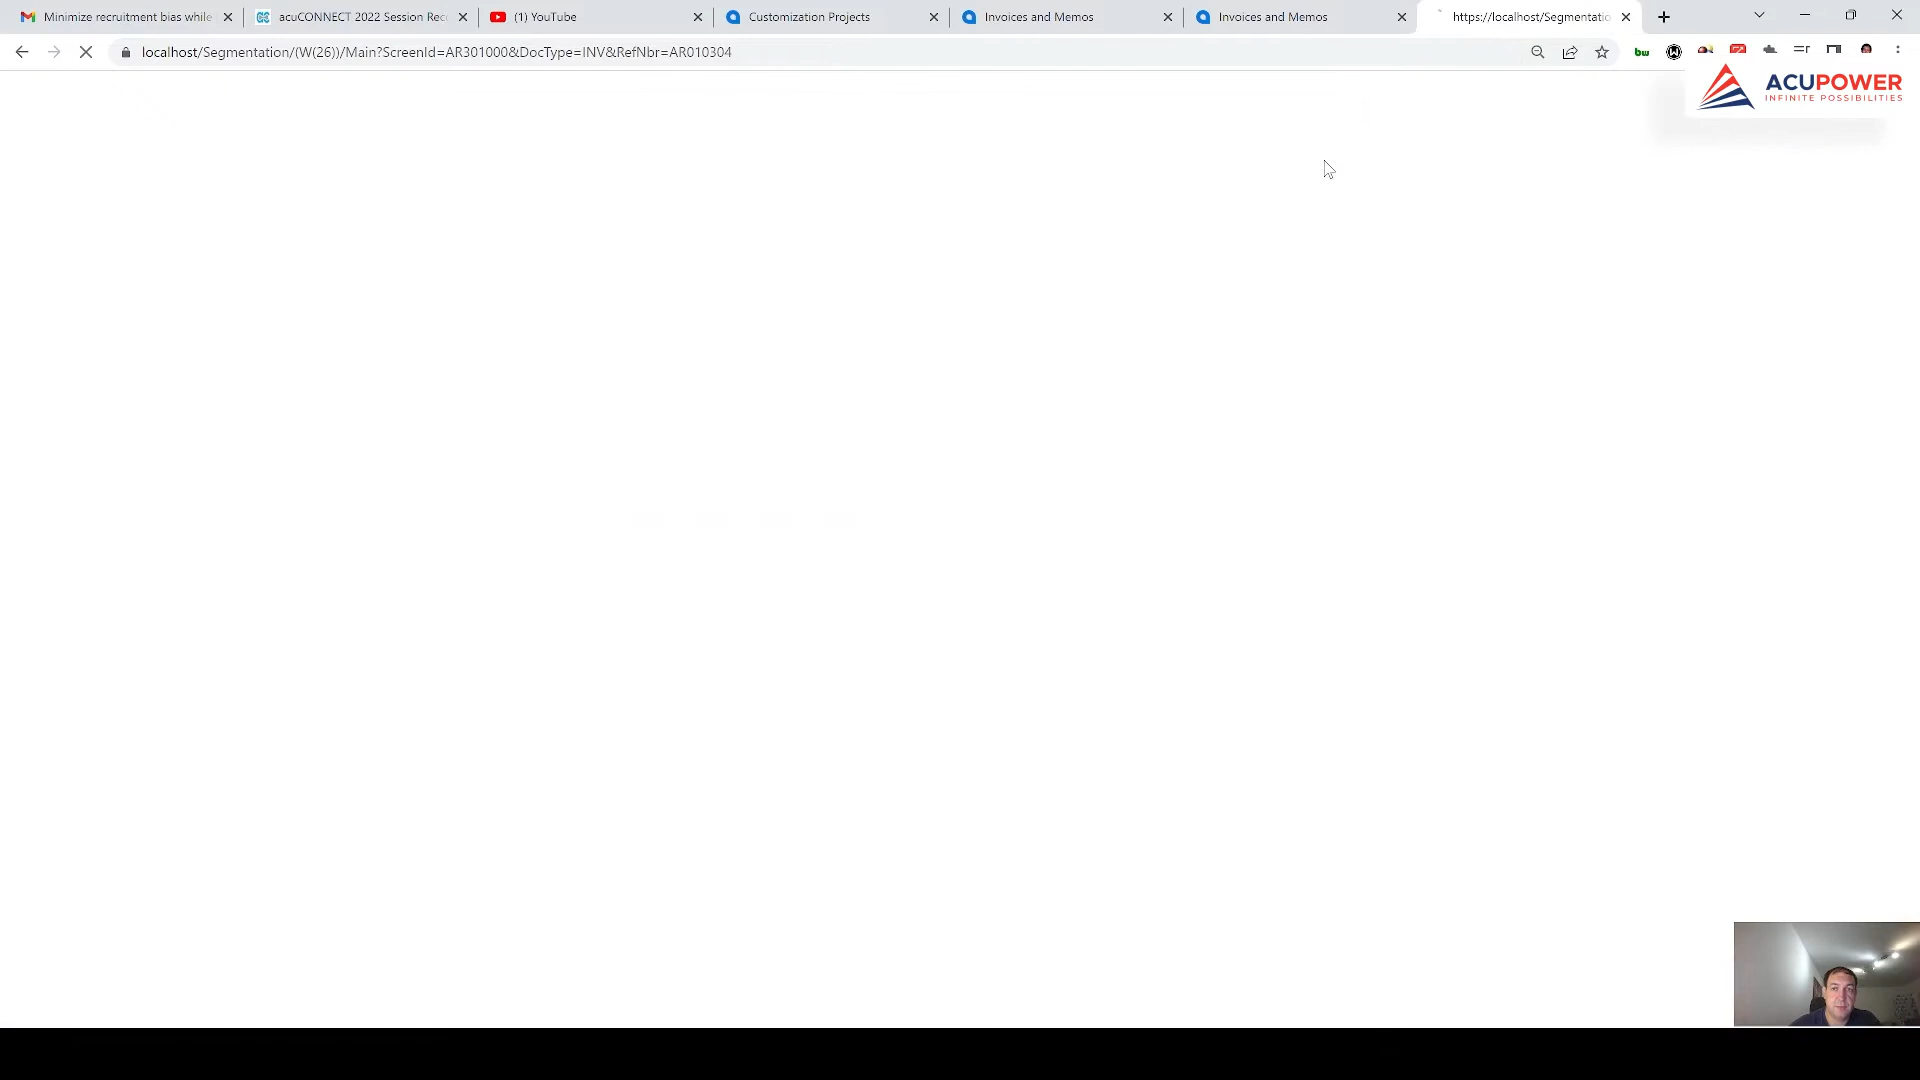 Minimize recruitment bias while
acuCONNECT 2022 Session Rec
(1) YouTube
Customization Projects
Invoices and Memos
Invoices and Memos
https://localhost/Segmentatio
localhost/Segmentation/(W(26))/Main?ScreenId=AR301000&DocType=INV&RefNbr=AR010304
bw
ACUPOWER
INFINITE POSSIBILITIES